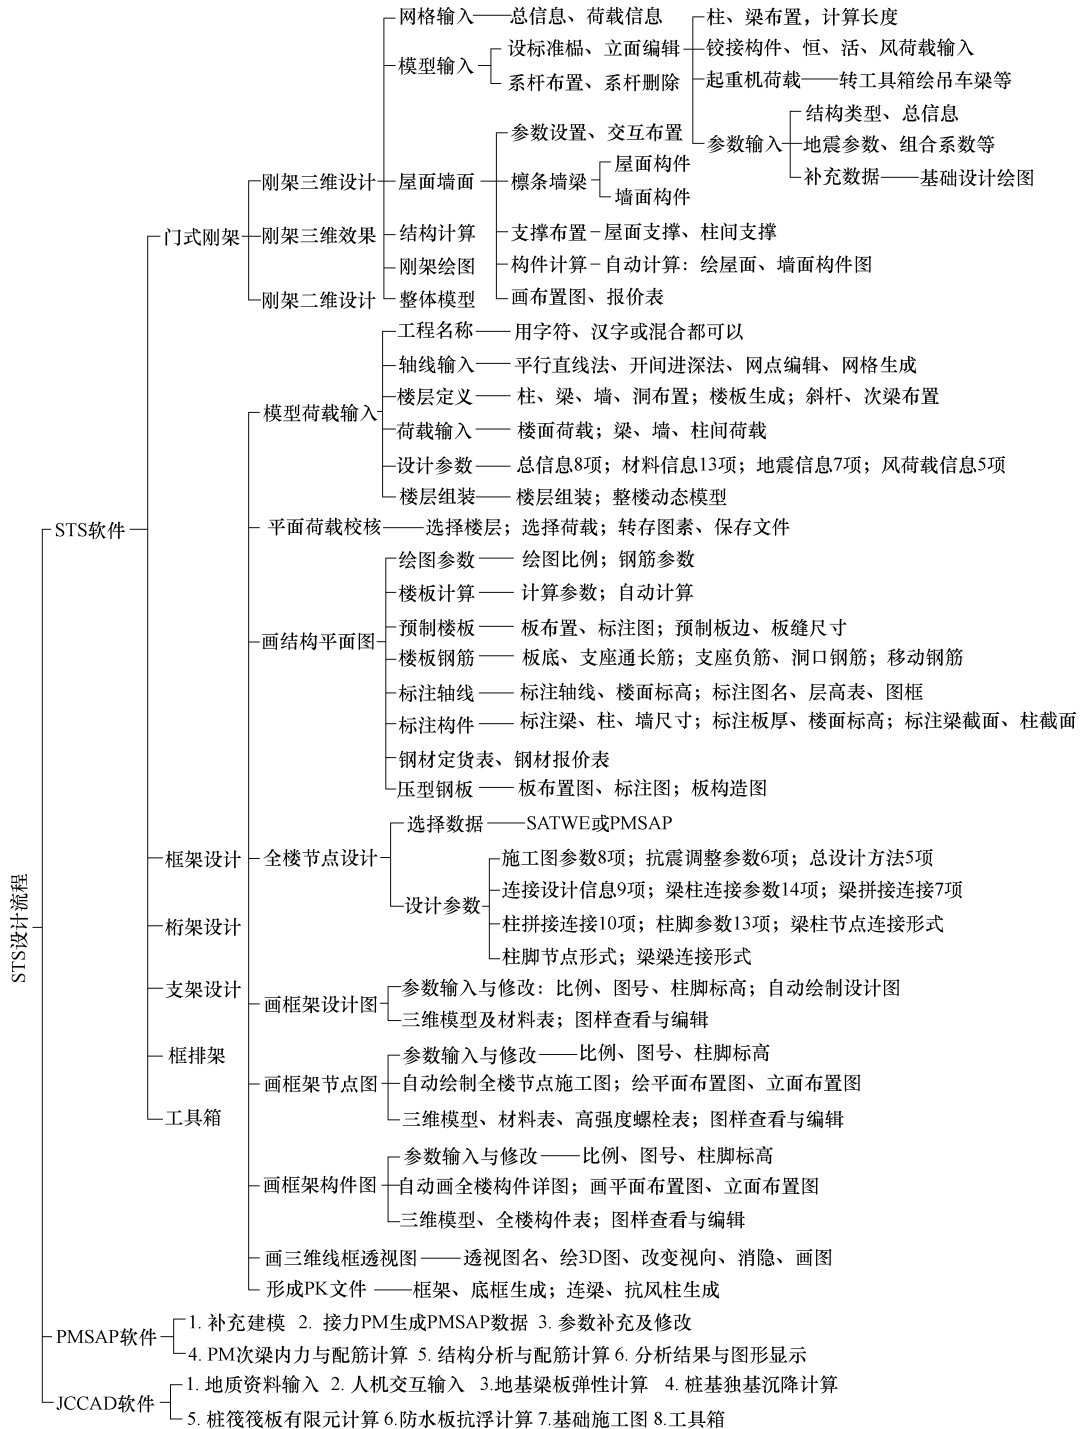 STS设计流程
STS软件
门式刚架
刚架三维设计
网格输入
总信息、荷载信息
模型输入
设标准榀、立面编辑
柱、梁布置，计算长度
铰接构件、恒、活、风荷载输入
起重机荷载
转工具箱绘吊车梁等
参数输入
结构类型、总信息
地震参数、组合系数等
补充数据
基础设计绘图
系杆布置、系杆删除
屋面墙面
参数设置、交互布置
檩条墙梁
屋面构件
墙面构件
支撑布置
屋面支撑、柱间支撑
构件计算
自动计算：绘屋面、墙面构件图
画布置图、报价表
结构计算
刚架绘图
整体模型
刚架三维效果
刚架二维设计
框架设计
模型荷载输入
工程名称
用字符、汉字或混合都可以
轴线输入
平行直线法、开间进深法、网点编辑、网格生成
楼层定义
柱、梁、墙、洞布置；楼板生成；斜杆、次梁布置
荷载输入
楼面荷载；梁、墙、柱间荷载
设计参数
总信息8项；材料信息13项；地震信息7项；风荷载信息5项
楼层组装
楼层组装；整楼动态模型
平面荷载校核
选择楼层；选择荷载；转存图素、保存文件
画结构平面图
绘图参数
绘图比例；钢筋参数
楼板计算
计算参数；自动计算
预制楼板
板布置、标注图；预制板边、板缝尺寸
楼板钢筋
板底、支座通长筋；支座负筋、洞口钢筋；移动钢筋
标注轴线
标注轴线、楼面标高；标注图名、层高表、图框
标注构件
标注梁、柱、墙尺寸；标注板厚、楼面标高；标注梁截面、柱截面
钢材定货表、钢材报价表
压型钢板
板布置图、标注图；板构造图
全楼节点设计
选择数据
SATWE或PMSAP
设计参数
施工图参数8项；抗震调整参数6项；总设计方法5项
连接设计信息9项；梁柱连接参数14项；梁拼接连接7项
柱拼接连接10项；柱脚参数13项；梁柱节点连接形式
柱脚节点形式；梁梁连接形式
画框架设计图
参数输入与修改：比例、图号、柱脚标高；自动绘制设计图
三维模型及材料表；图样查看与编辑
画框架节点图
参数输入与修改
比例、图号、柱脚标高
自动绘制全楼节点施工图；绘平面布置图、立面布置图
三维模型、材料表、高强度螺栓表；图样查看与编辑
画框架构件图
参数输入与修改
比例、图号、柱脚标高
自动画全楼构件详图；画平面布置图、立面布置图
三维模型、全楼构件表；图样查看与编辑
画三维线框透视图
透视图名、绘3D图、改变视向、消隐、画图
形成PK文件
框架、底框生成；连梁、抗风柱生成
桁架设计
支架设计
框排架
工具箱
PMSAP软件
1. 补充建模 2. 接力PM生成PMSAP数据 3. 参数补充及修改
4. PM次梁内力与配筋计算 5. 结构分析与配筋计算 6. 分析结果与图形显示
JCCAD软件
1. 地质资料输入 2. 人机交互输入 3.地基梁板弹性计算 4. 桩基独基沉降计算
5. 桩筏筏板有限元计算 6.防水板抗浮计算 7.基础施工图 8.工具箱